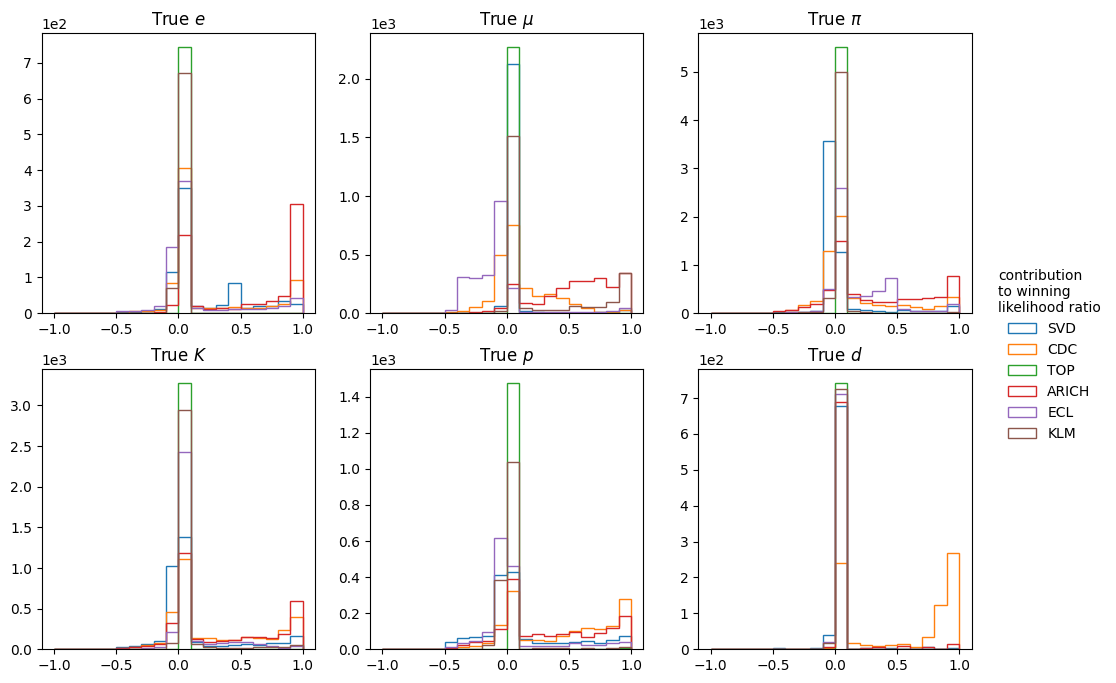 True e
1e2
7
6
5
4
3
2
1
0
−1.0 −0.5 0.0 0.5 1.0
True μ
1e3
2.0
1.5
1.0
0.5
0.0
−1.0 −0.5 0.0 0.5 1.0
True π
1e3
5
4
3
2
1
0
−1.0 −0.5 0.0 0.5 1.0
True K
1e3
3.0
2.5
2.0
1.5
1.0
0.5
0.0
−1.0 −0.5 0.0 0.5 1.0
True p
1e3
1.4
1.2
1.0
0.8
0.6
0.4
0.2
0.0
−1.0 −0.5 0.0 0.5 1.0
True d
1e2
7
6
5
4
3
2
1
0
−1.0 −0.5 0.0 0.5 1.0
contribution
to winning
likelihood ratio
SVD
CDC
TOP
ARICH
ECL
KLM